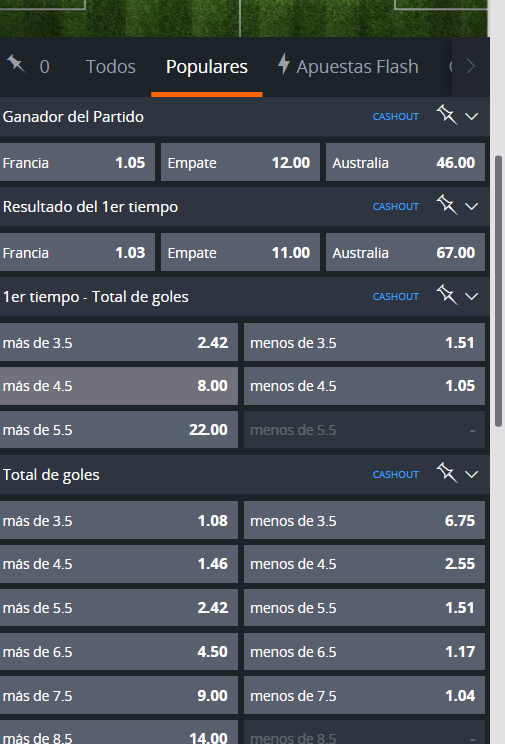 0 Todos Populares Apuestas Flash
Ganador del Partido CASHOUT
Francia 1.05 Empate 12.00 Australia 46.00
Resultado del 1er tiempo CASHOUT
Francia 1.03 Empate 11.00 Australia 67.00
1er tiempo - Total de goles CASHOUT
más de 3.5 2.42 menos de 3.5 1.51
más de 4.5 8.00 menos de 4.5 1.05
más de 5.5 22.00 menos de 5.5 -
Total de goles CASHOUT
más de 3.5 1.08 menos de 3.5 6.75
más de 4.5 1.46 menos de 4.5 2.55
más de 5.5 2.42 menos de 5.5 1.51
más de 6.5 4.50 menos de 6.5 1.17
más de 7.5 9.00 menos de 7.5 1.04
más de 8.5 14.00 menos de 8.5 -